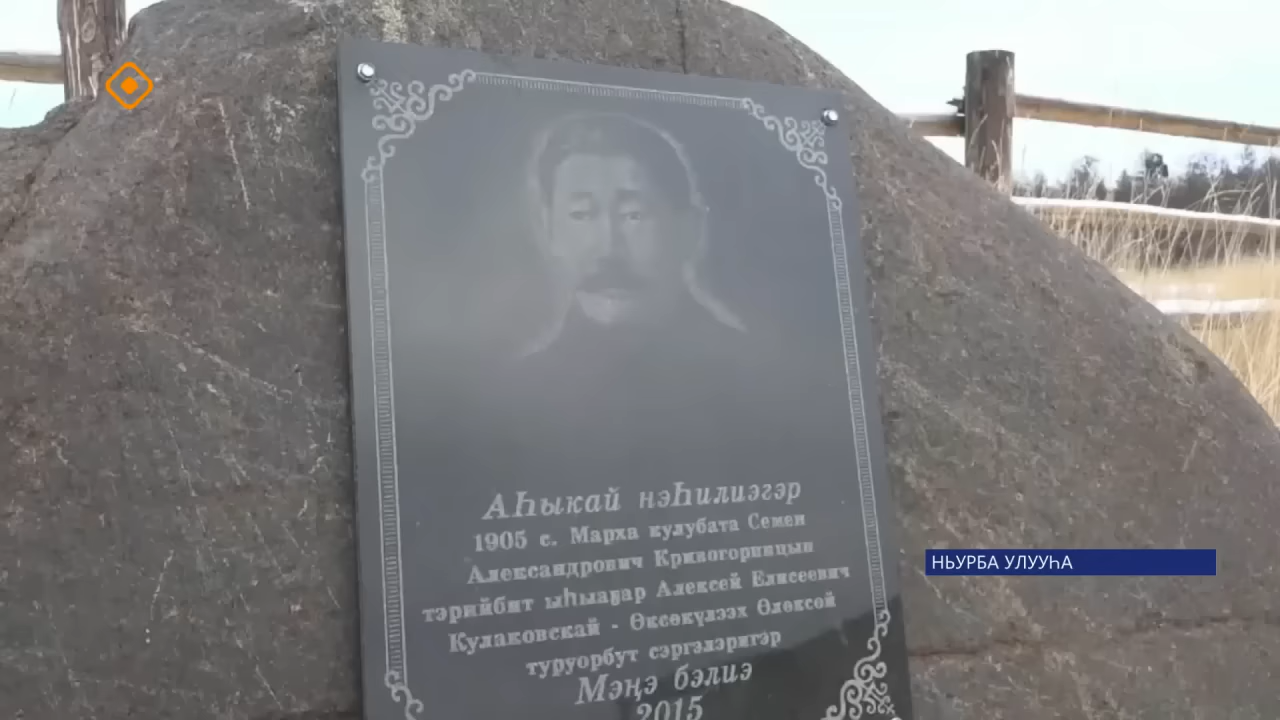 Аһыкай нэһилиэгэр
1905 с. Марха кулубата Семен
Александрович Кривогорницын
тэрийбит ыһыаҕар Алексей Елисеевич
Кулаковскай - Өксөкүлээх Өлөксөй
туруорбут сэргэлэригэр
Мэҥэ бэлиэ
2015
НЬУРБА УЛУУҺА